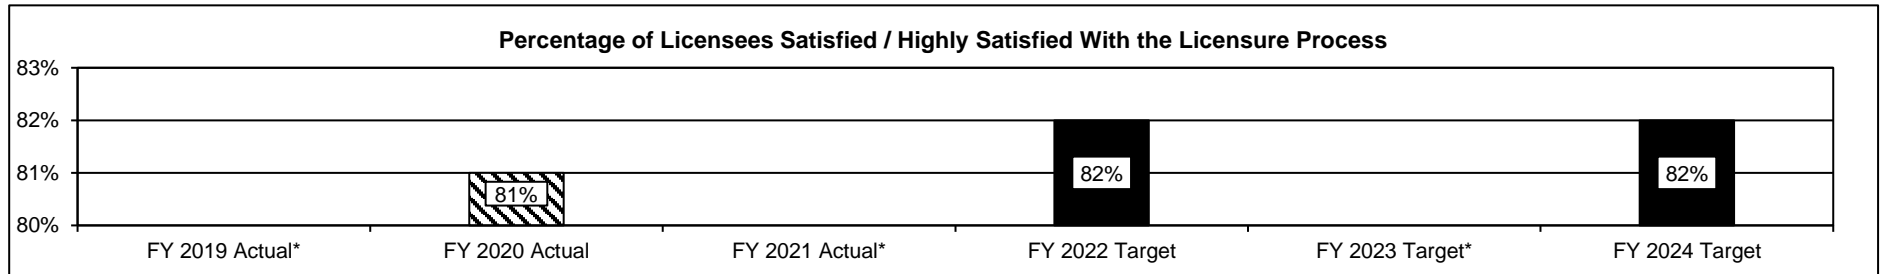 Percentage of Licensees Satisfied / Highly Satisfied With the Licensure Process
83%
82%
81%
80%
81%
82%
82%
FY 2019 Actual*
FY 2020 Actual
FY 2021 Actual*
FY 2022 Target
FY 2023 Target*
FY 2024 Target